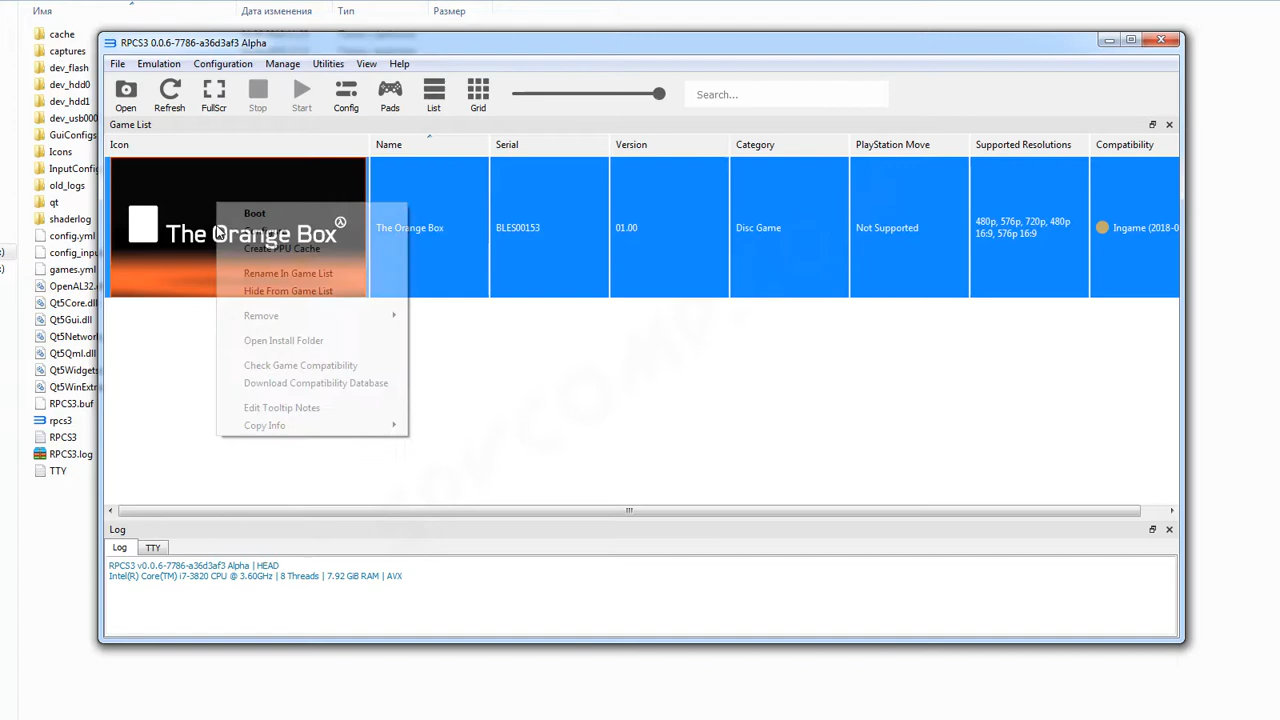 Имя Дата изменения Тип Размер
cache
captures
dev_flash
dev_hdd0
dev_hdd1
dev_usb000
GuiConfigs
Icons
InputConfig
old_logs
qt
shaderlog
config.yml
config_inpu
games.yml
OpenAL32.
Qt5Core.dll
Qt5Gui.dll
Qt5Network
Qt5Qml.dll
Qt5Widgets
Qt5WinExtr
RPCS3.buf
rpcs3
RPCS3
RPCS3.log
TTY
RPCS3 0.0.6-7786-a36d3af3 Alpha
File Emulation Configuration Manage Utilities View Help
Open Refresh FullScr Stop Start Config Pads List Grid Search...
Game List
Icon Name Serial Version Category PlayStation Move Supported Resolutions Compatibility
The Orange Box
The Orange Box BLES00153 01.00 Disc Game Not Supported 480p, 576p, 720p, 480p Ingame (2018-0
16:9, 576p 16:9
Boot
Create PPU Cache
Rename In Game List
Hide From Game List
Remove
Open Install Folder
Check Game Compatibility
Download Compatibility Database
Edit Tooltip Notes
Copy Info
Log
Log TTY
RPCS3 v0.0.6-7786-a36d3af3 Alpha | HEAD
Intel(R) Core(TM) i7-3820 CPU @ 3.60GHz | 8 Threads | 7.92 GiB RAM | AVX